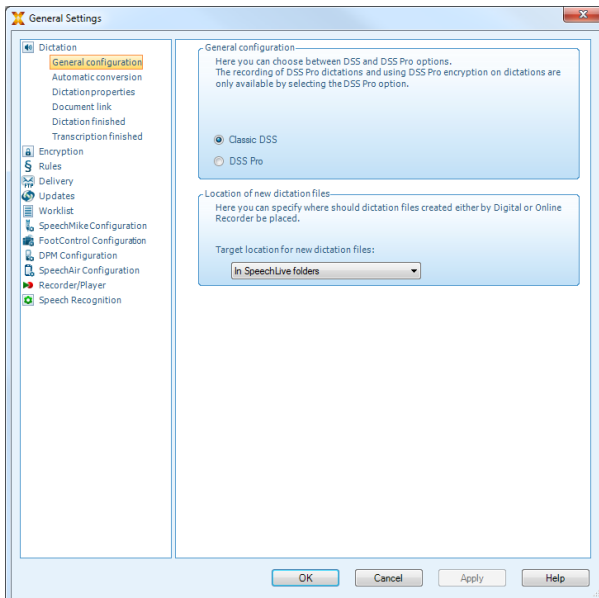 General Settings
Dictation
General configuration
Automatic conversion
Dictation properties
Document link
Dictation finished
Transcription finished
Encryption
Rules
Delivery
Updates
Worklist
SpeechMike Configuration
FootControl Configuration
DPM Configuration
SpeechAir Configuration
Recorder/Player
Speech Recognition
General configuration
Here you can choose between DSS and DSS Pro options.
The recording of DSS Pro dictations and using DSS Pro encryption on dictations are
only available by selecting the DSS Pro option.
Classic DSS
DSS Pro
Location of new dictation files
Here you can specify where should dictation files created either by Digital or Online
Recorder be placed.
Target location for new dictation files:
In SpeechLive folders
OK Cancel Apply Help